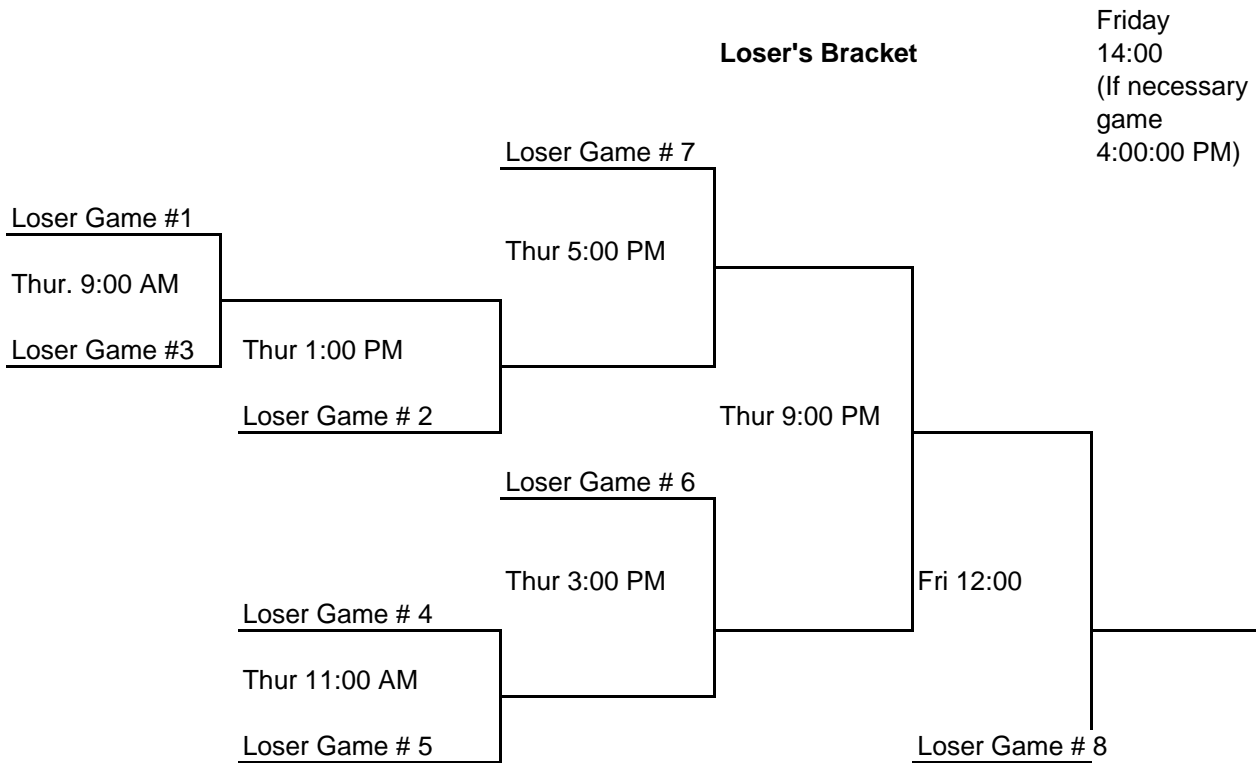 Friday
Loser's Bracket
14:00
(If necessary
game
4:00:00 PM)
Loser Game # 7
Loser Game #1
Thur 5:00 PM
Thur. 9:00 AM
Loser Game #3
Thur 1:00 PM
Loser Game # 2
Thur 9:00 PM
Loser Game # 6
Thur 3:00 PM
Fri 12:00
Loser Game # 4
Thur 11:00 AM
Loser Game # 5
Loser Game # 8